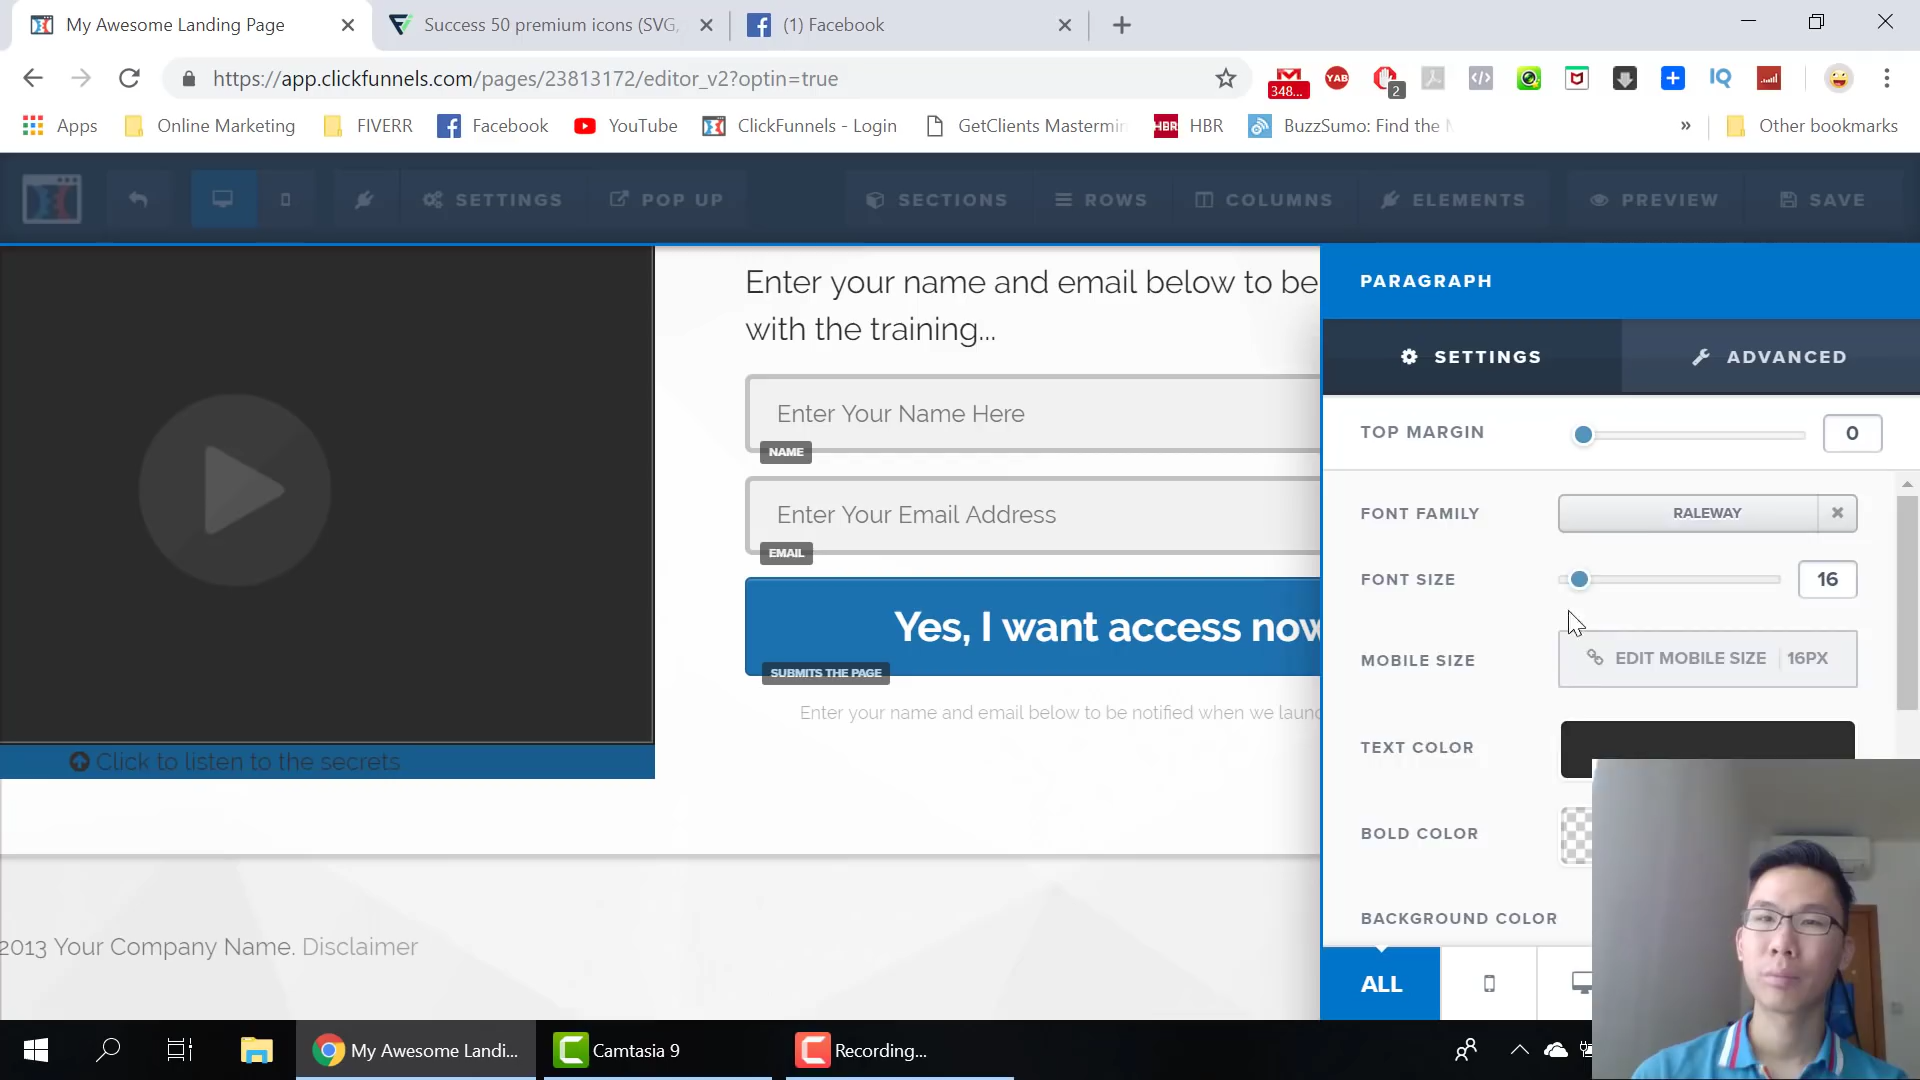 My Awesome Landing Page
Success 50 premium icons (SVG,
(1) Facebook
https://app.clickfunnels.com/pages/23813172/editor_v2?optin=true
348...
YAB
2
IQ
Apps
Online Marketing
FIVERR
Facebook
YouTube
ClickFunnels - Login
GetClients Mastermin
HBR
HBR
BuzzSumo: Find the M
»
Other bookmarks
SETTINGS
POP UP
SECTIONS
ROWS
COLUMNS
ELEMENTS
PREVIEW
SAVE
Enter your name and email below to be
with the training...
Enter Your Name Here
NAME
Enter Your Email Address
EMAIL
Yes, I want access now
SUBMITS THE PAGE
Enter your name and email below to be notified when we launc
Click to listen to the secrets
2013 Your Company Name. Disclaimer
PARAGRAPH
SETTINGS
ADVANCED
TOP MARGIN
0
FONT FAMILY
RALEWAY
FONT SIZE
16
MOBILE SIZE
EDIT MOBILE SIZE
16PX
TEXT COLOR
BOLD COLOR
BACKGROUND COLOR
ALL
My Awesome Landi...
Camtasia 9
Recording...